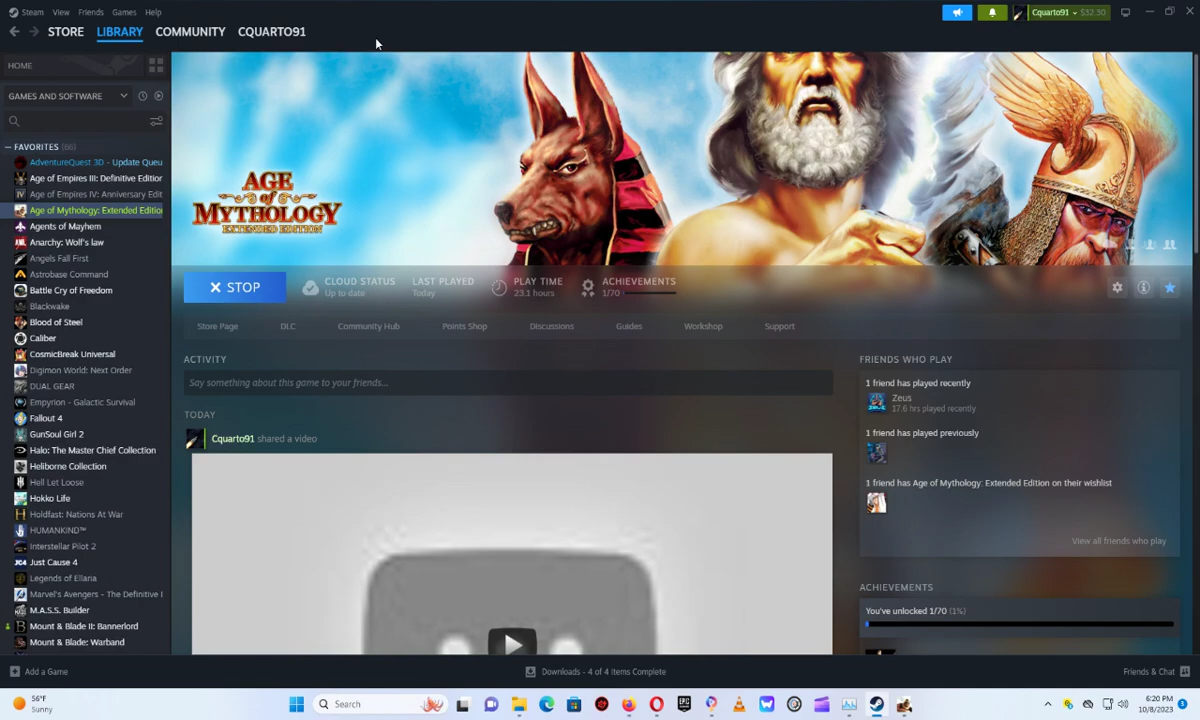 Steam View Friends Games Help
Cquarto91 $32.30
STORE LIBRARY COMMUNITY CQUARTO91
HOME
GAMES AND SOFTWARE
FAVORITES (86)
AdventureQuest 3D - Update Queu
Age of Empires III: Definitive Edition
Age of Empires IV: Anniversary Edit
Age of Mythology: Extended Edition
Agents of Mayhem
Anarchy: Wolf's law
Angels Fall First
Astrobase Command
Battle Cry of Freedom
Blackwake
Blood of Steel
Caliber
CosmicBreak Universal
Digimon World: Next Order
DUAL GEAR
Empyrion - Galactic Survival
Fallout 4
GunSoul Girl 2
Halo: The Master Chief Collection
Heliborne Collection
Hell Let Loose
Hokko Life
Holdfast: Nations At War
HUMANKIND™
Interstellar Pilot 2
Just Cause 4
Legends of Ellaria
Marvel's Avengers - The Definitive E
M.A.S.S. Builder
Mount & Blade II: Bannerlord
Mount & Blade: Warband
AGE
of
MYTHOLOGY
EXTENDED EDITION
STOP
CLOUD STATUS
Up to date
LAST PLAYED
Today
PLAY TIME
23.1 hours
ACHIEVEMENTS
1/70
Store Page DLC Community Hub Points Shop Discussions Guides Workshop Support
ACTIVITY
Say something about this game to your friends...
TODAY
Cquarto91 shared a video
FRIENDS WHO PLAY
1 friend has played recently
Zeus
17.6 hrs played recently
1 friend has played previously
1 friend has Age of Mythology: Extended Edition on their wishlist
View all friends who play
ACHIEVEMENTS
You've unlocked 1/70 (1%)
Add a Game
Downloads - 4 of 4 Items Complete
Friends & Chat
56°F
Sunny
Search
6:20 PM
10/8/2023
3